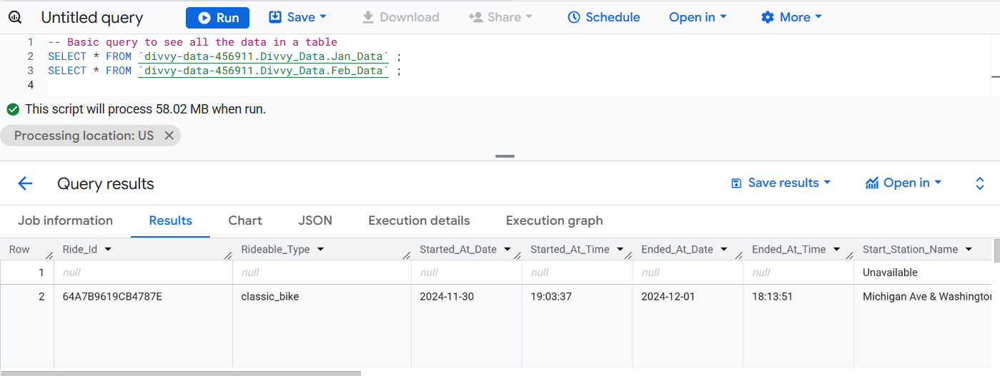 Untitled query Run Save Download Share Schedule Open in More
1 -- Basic query to see all the data in a table
2 SELECT * FROM `divvy-data-456911.Divvy_Data.Jan_Data` ;
3 SELECT * FROM `divvy-data-456911.Divvy_Data.Feb_Data` ;
4
This script will process 58.02 MB when run.
Processing location: US
Query results Save results Open in
Job information Results Chart JSON Execution details Execution graph
Row Ride_Id Rideable_Type Started_At_Date Started_At_Time Ended_At_Date Ended_At_Time Start_Station_Name
1 null null null null null null Unavailable
2 64A7B9619CB4787E classic_bike 2024-11-30 19:03:37 2024-12-01 18:13:51 Michigan Ave &